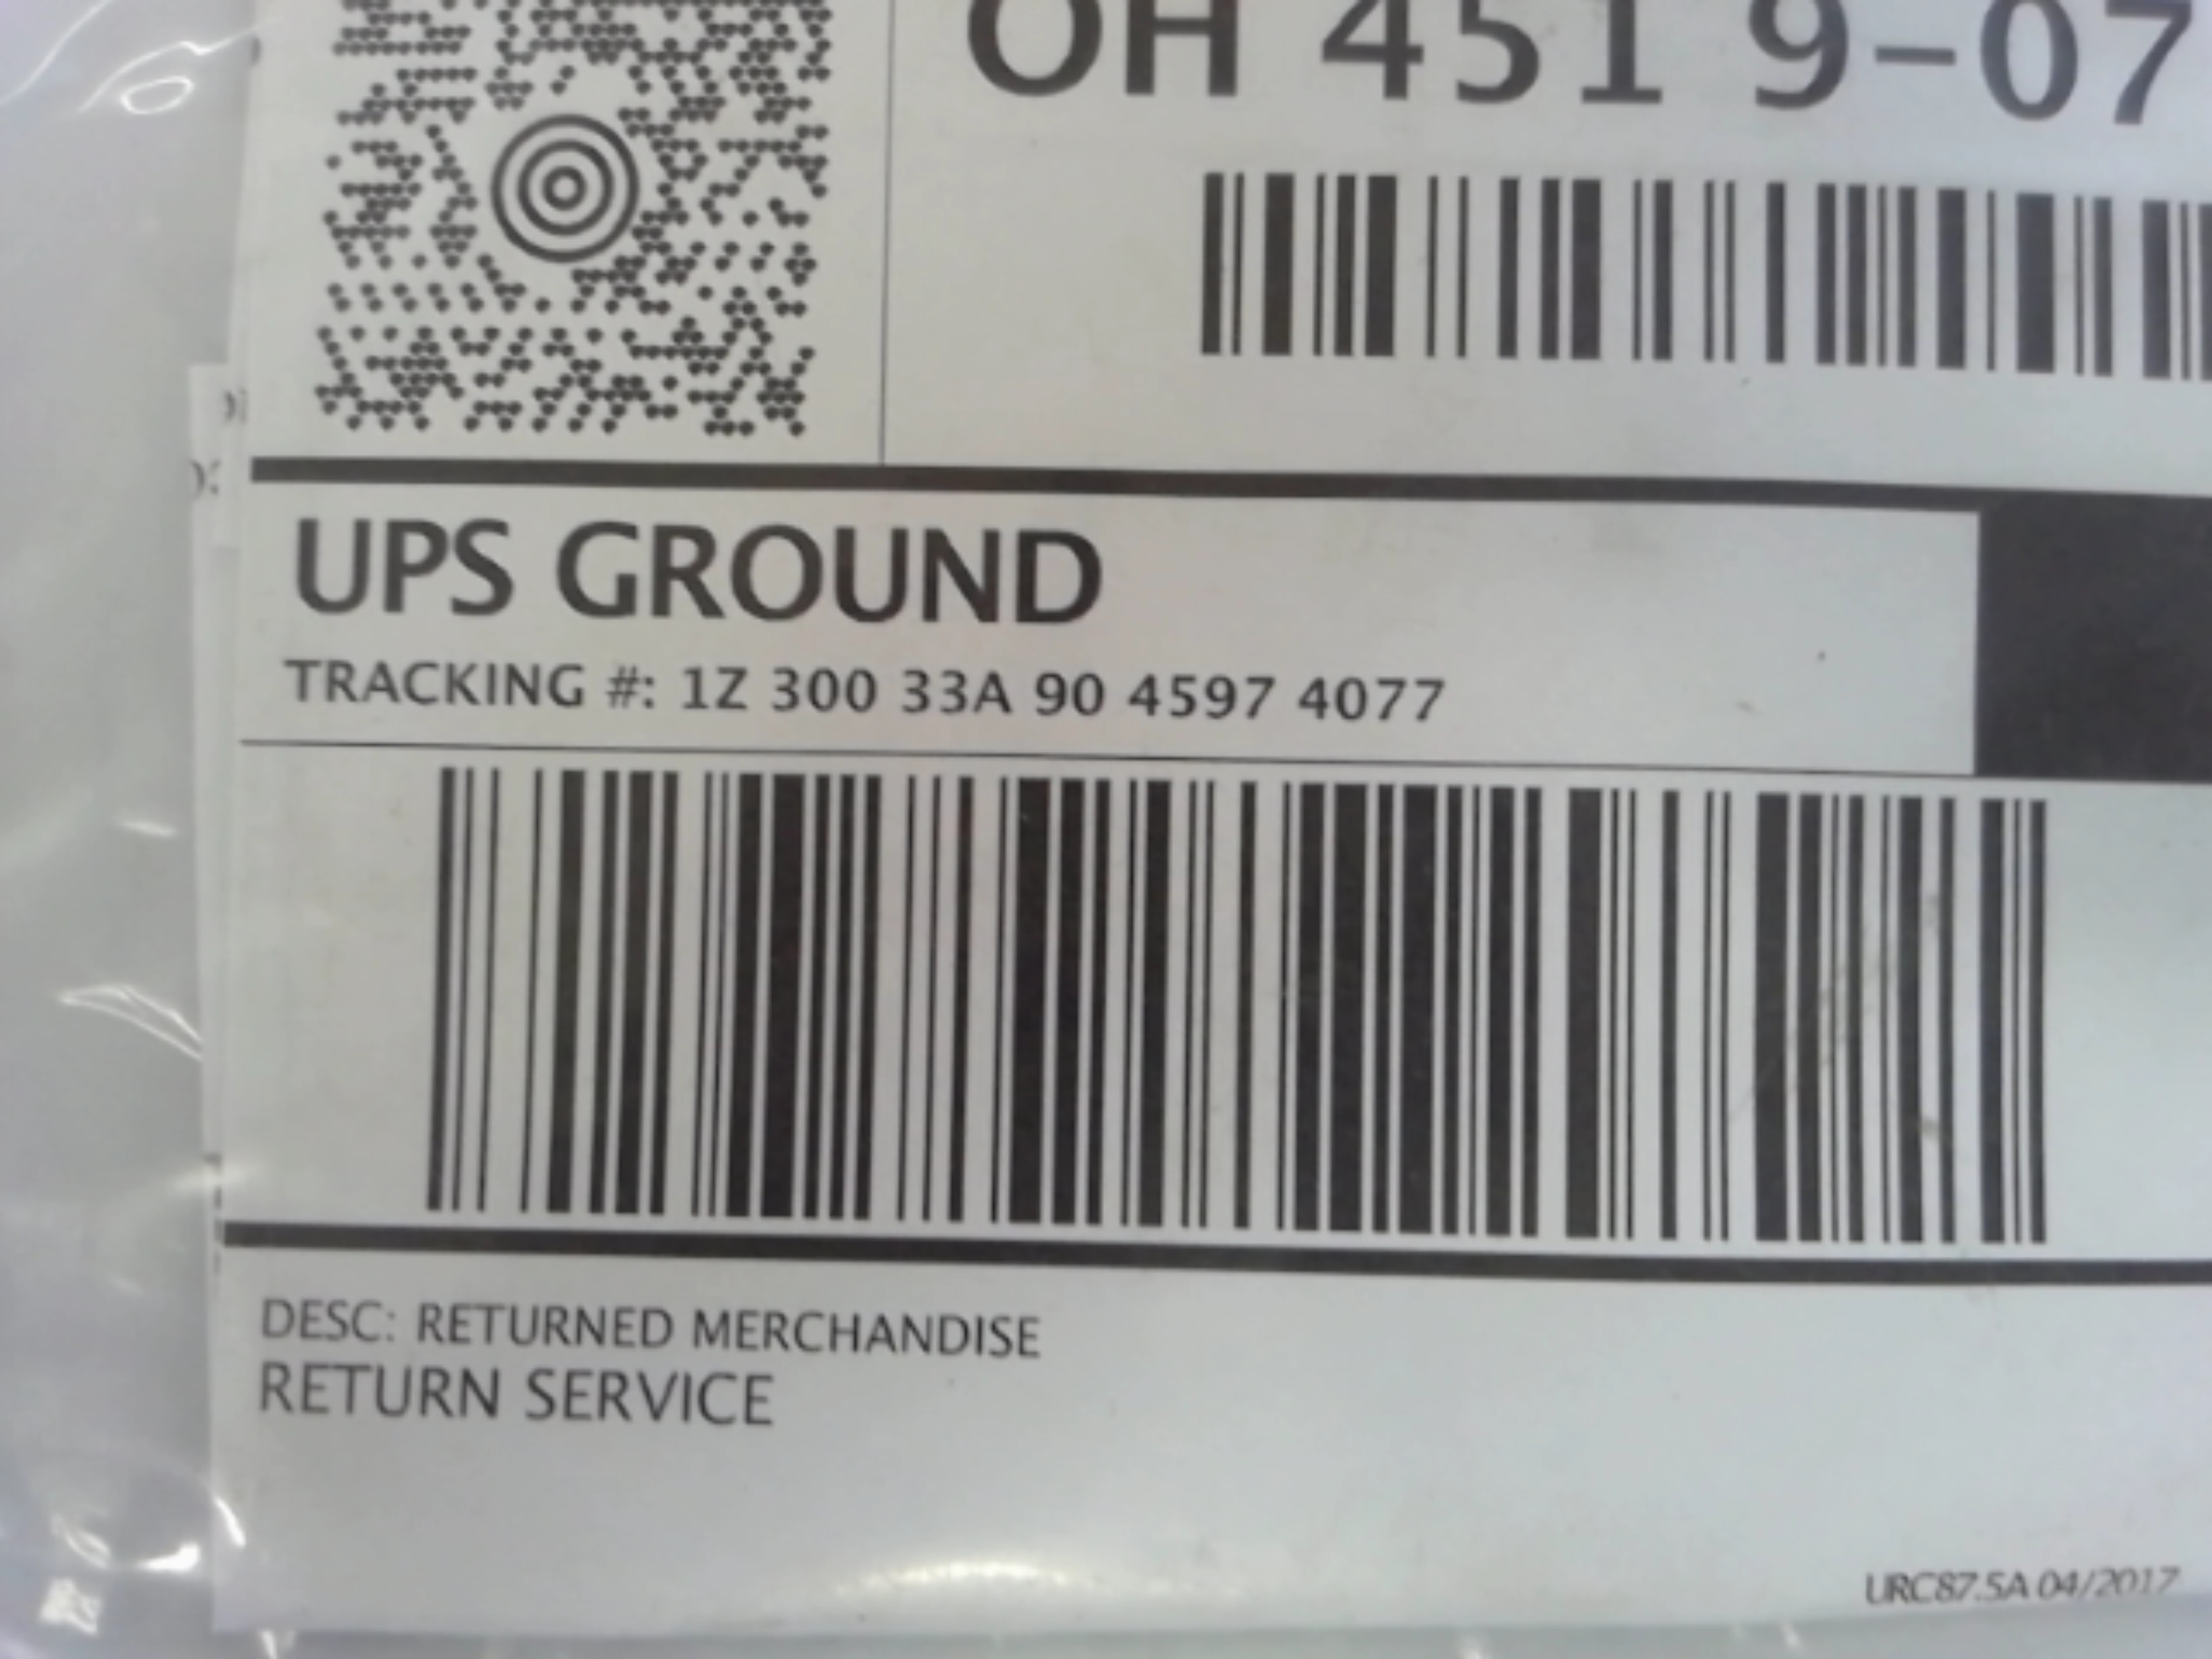 OH 451 9-07
UPS GROUND
TRACKING #: 1Z 300 33A 90 4597 4077
DESC: RETURNED MERCHANDISE
RETURN SERVICE
URC87.5A 04/2017